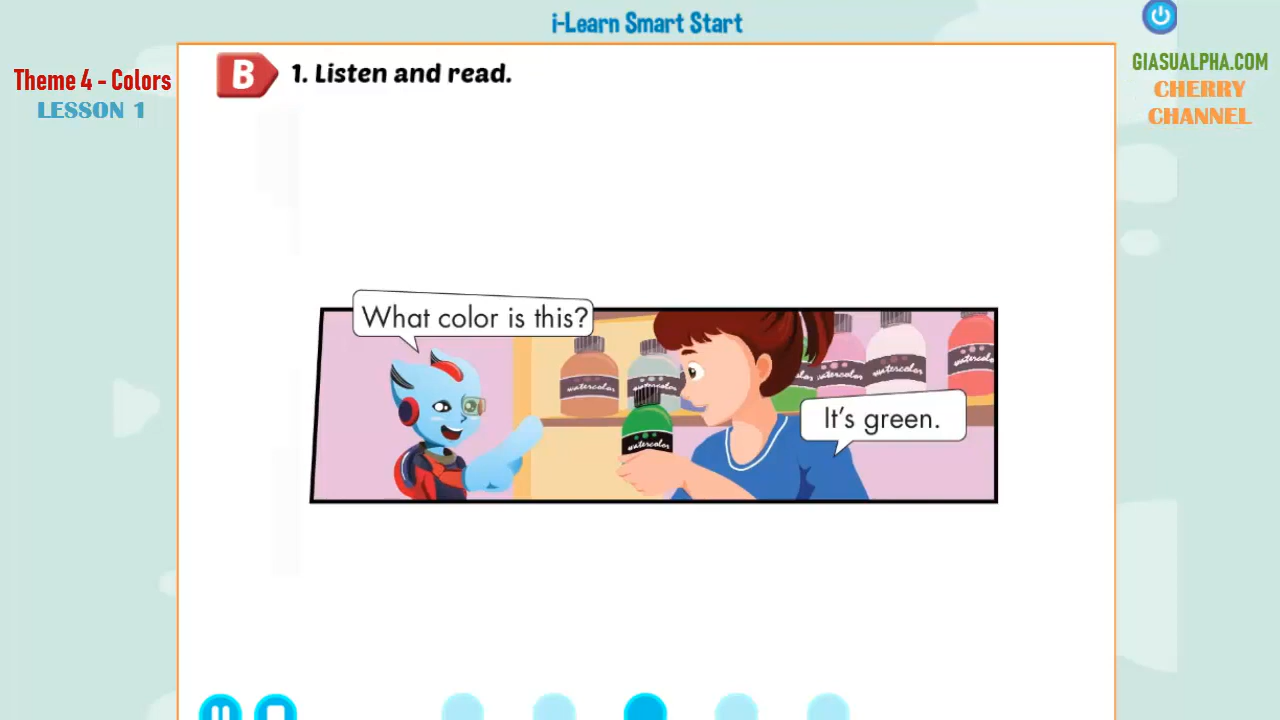 i-Learn Smart Start
Theme 4 - Colors
LESSON 1
GIASUALPHA.COM
CHERRY
CHANNEL
B 1. Listen and read.
What color is this?
watercolor
watercolor
watercolor
watercolor
watercolor
watercolor
It's green.